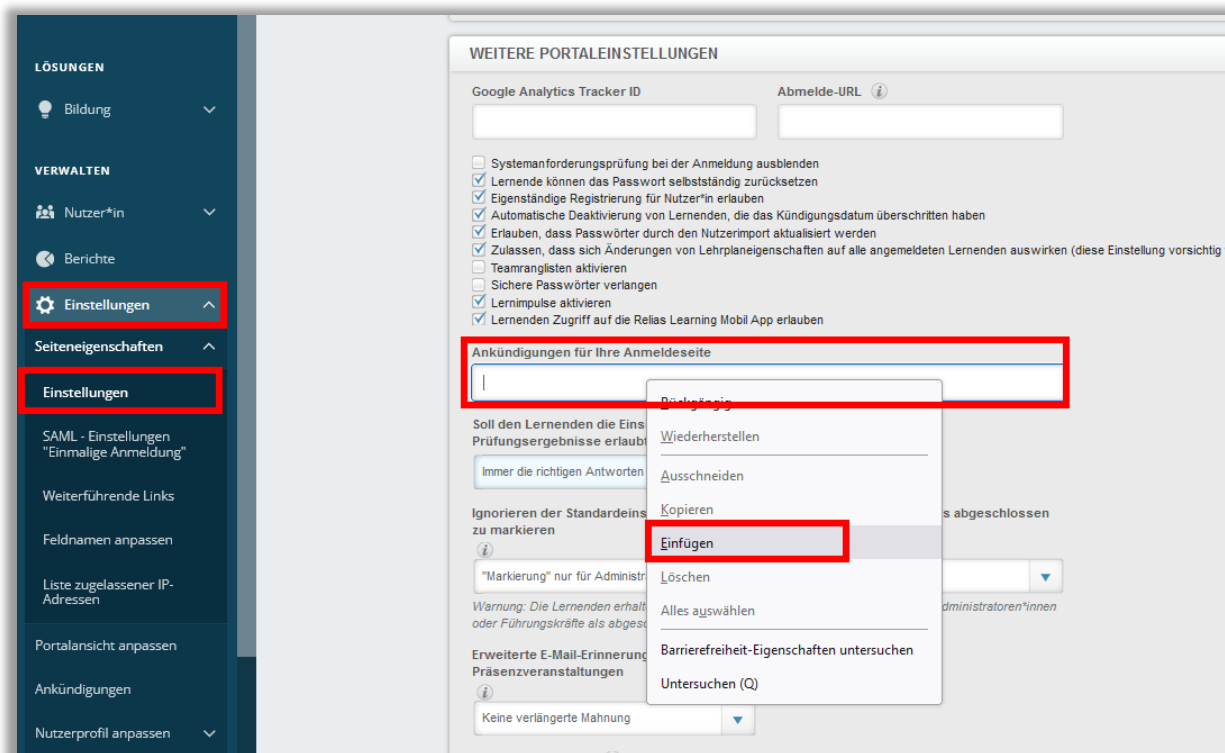 LÖSUNGEN
Bildung
VERWALTEN
Nutzer*in
Berichte
Einstellungen
Seiteneigenschaften
Einstellungen
SAML - Einstellungen
"Einmalige Anmeldung"
Weiterführende Links
Feldnamen anpassen
Liste zugelassener IP-
Adressen
Portalansicht anpassen
Ankündigungen
Nutzerprofil anpassen
WEITERE PORTALEINSTELLUNGEN
Google Analytics Tracker ID
Abmelde-URL
Systemanforderungsprüfung bei der Anmeldung ausblenden
Lernende können das Passwort selbstständig zurücksetzen
Eigenständige Registrierung für Nutzer*in erlauben
Automatische Deaktivierung von Lernenden, die das Kündigungsdatum überschritten haben
Erlauben, dass Passwörter durch den Nutzerimport aktualisiert werden
Zulassen, dass sich Änderungen von Lehrplaneigenschaften auf alle angemeldeten Lernenden auswirken (diese Einstellung vorsichtig
Teamranglisten aktivieren
Sichere Passwörter verlangen
Lernimpulse aktivieren
Lernenden Zugriff auf die Relias Learning Mobil App erlauben
Ankündigungen für Ihre Anmeldeseite
Soll den Lernenden die Eins
Prüfungsergebnisse erlaubt
Immer die richtigen Antworten
Ignorieren der Standardeins s abgeschlossen
zu markieren
"Markierung" nur für Administr
Warnung: Die Lernenden erhalt dministratoren*innen
oder Führungskräfte als abges
Erweiterte E-Mail-Erinnerung
Präsenzveranstaltungen
Keine verlängerte Mahnung
Rückgängig
Wiederherstellen
Ausschneiden
Kopieren
Einfügen
Löschen
Alles auswählen
Barrierefreiheit-Eigenschaften untersuchen
Untersuchen (Q)